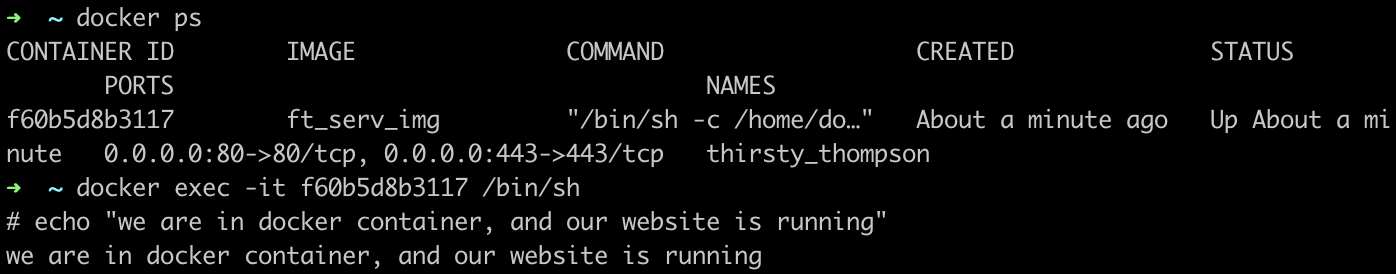 ➜  ~ docker ps
CONTAINER ID        IMAGE               COMMAND                  CREATED              STATUS
       PORTS                                      NAMES
f60b5d8b3117        ft_serv_img         "/bin/sh -c /home/do…"   About a minute ago   Up About a mi
nute   0.0.0.0:80->80/tcp, 0.0.0.0:443->443/tcp   thirsty_thompson
➜  ~ docker exec -it f60b5d8b3117 /bin/sh
# echo "we are in docker container, and our website is running"
we are in docker container, and our website is running